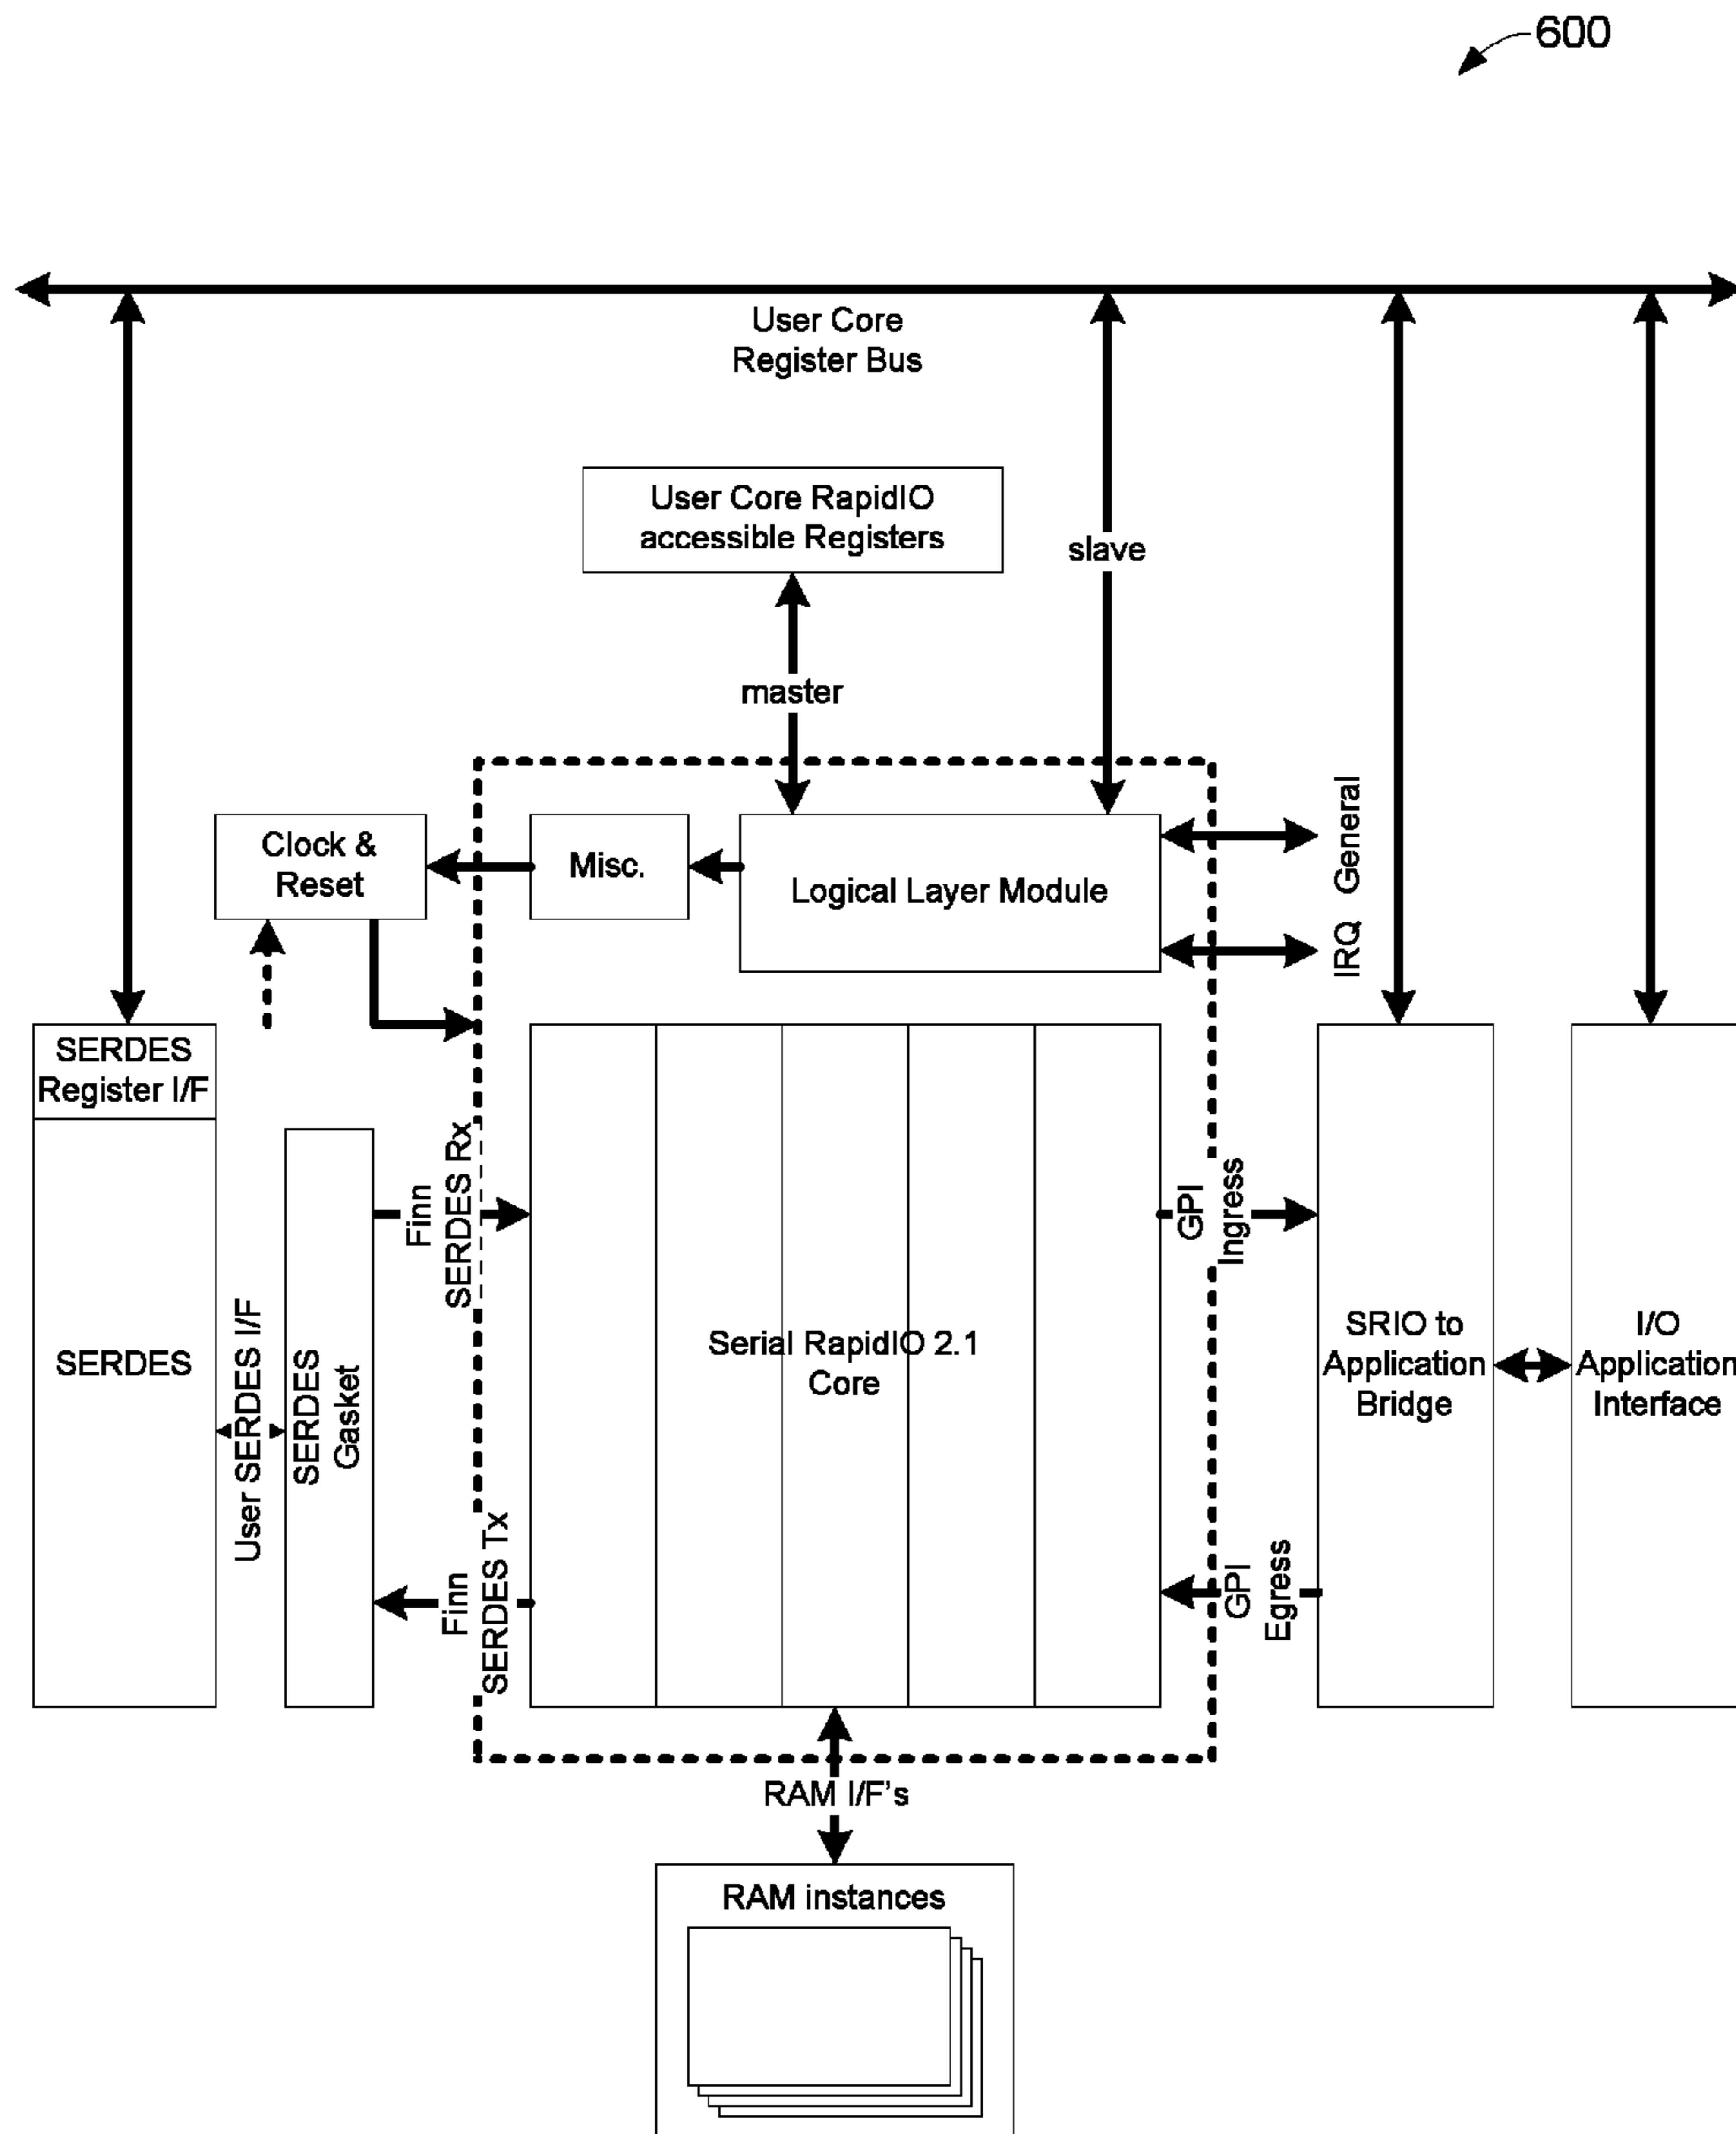 600
User Core
Register Bus
User Core RapidIO
accessible Registers
slave
master
Clock &
Reset
Misc.
Logical Layer Module
General
IRQ
SERDES
Register I/F
SERDES
User SERDES I/F
SERDES
Gasket
Finn
SERDES Rx
Finn
SERDES Tx
Serial RapidIO 2.1
Core
GPI
Ingress
GPI
Egress
SRIO to
Application
Bridge
I/O
Application
Interface
RAM I/F's
RAM instances